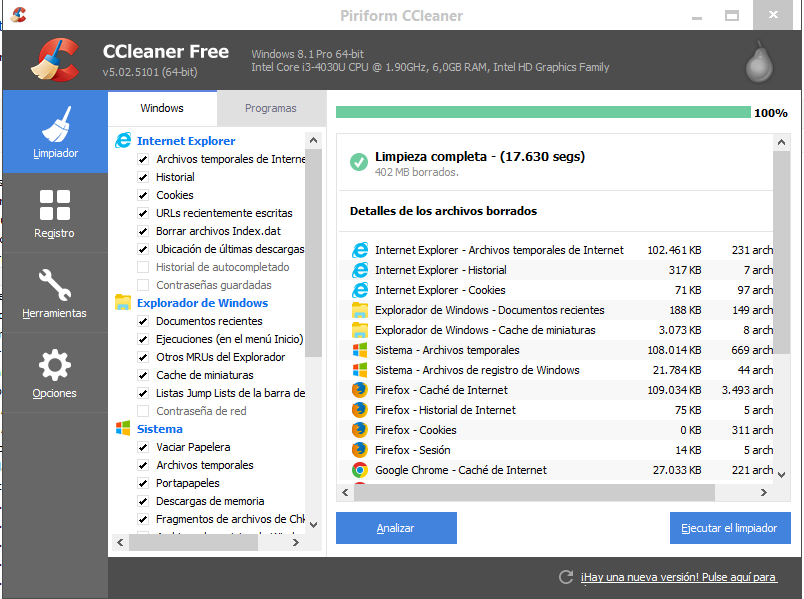 Piriform CCleaner
CCleaner Free
v5.02.5101 (64-bit)
Windows 8.1 Pro 64-bit
Intel Core i3-4030U CPU @ 1.90GHz, 6,0GB RAM, Intel HD Graphics Family
Limpiador
Registro
Herramientas
Opciones
Windows
Programas
Internet Explorer
Archivos temporales de Interne
Historial
Cookies
URLs recientemente escritas
Borrar archivos Index.dat
Ubicación de últimas descargas
Historial de autocompletado
Contraseñas guardadas
Explorador de Windows
Documentos recientes
Ejecuciones (en el menú Inicio)
Otros MRUs del Explorador
Cache de miniaturas
Listas Jump Lists de la barra de
Contraseña de red
Sistema
Vaciar Papelera
Archivos temporales
Portapapeles
Descargas de memoria
Fragmentos de archivos de Chk
100%
Limpieza completa - (17.630 segs)
402 MB borrados.
Detalles de los archivos borrados
Internet Explorer - Archivos temporales de Internet 102.461 KB 231 arch
Internet Explorer - Historial 317 KB 7 arch
Internet Explorer - Cookies 71 KB 97 arch
Explorador de Windows - Documentos recientes 188 KB 149 arch
Explorador de Windows - Cache de miniaturas 3.073 KB 8 arch
Sistema - Archivos temporales 108.014 KB 669 arch
Sistema - Archivos de registro de Windows 21.784 KB 44 arch
Firefox - Caché de Internet 109.034 KB 3.493 arch
Firefox - Historial de Internet 75 KB 5 arch
Firefox - Cookies 0 KB 311 arch
Firefox - Sesión 14 KB 5 arch
Google Chrome - Caché de Internet 27.033 KB 221 arch
Analizar
Ejecutar el limpiador
¡Hay una nueva versión! Pulse aquí para